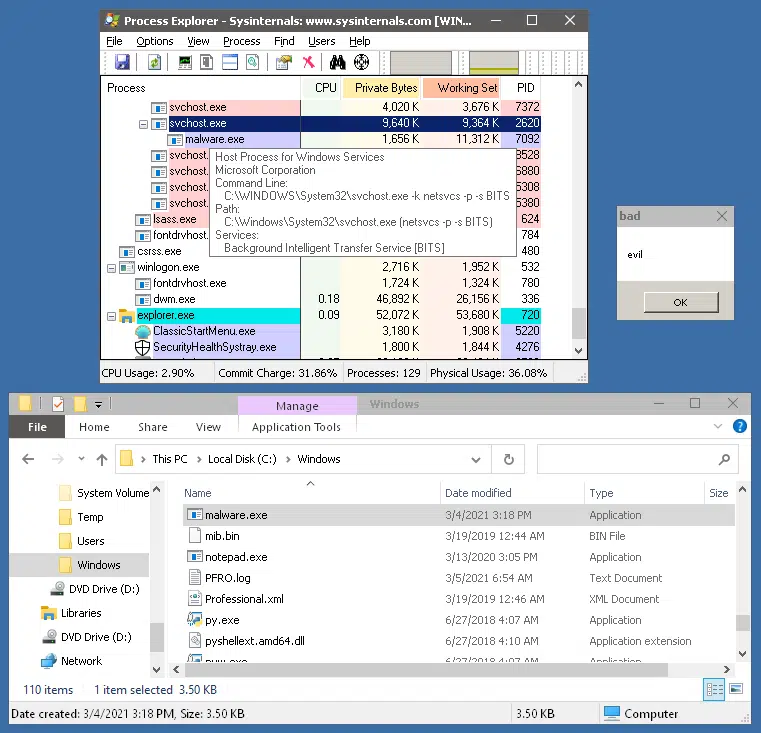 Process Explorer - Sysinternals: www.sysinternals.com [WIN...
File Options View Process Find Users Help
Process CPU Private Bytes Working Set PID
svchost.exe 4,020 K 3,676 K 7372
svchost.exe 9,640 K 9,364 K 2620
malware.exe 1,656 K 11,312 K 7092
svchost. 8528
svchost. 6880
svchost. 5308
svchost. 5380
lsass.exe 624
fontdrvhost. 784
csrss.exe 480
Host Process for Windows Services
Microsoft Corporation
Command Line:
C:\WINDOWS\System32\svchost.exe -k netsvcs -p -s BITS
Path:
C:\Windows\System32\svchost.exe (netsvcs -p -s BITS)
Services:
Background Intelligent Transfer Service [BITS]
winlogon.exe 2,716 K 1,952 K 532
fontdrvhost.exe 1,724 K 1,324 K 780
dwm.exe 0.18 46,892 K 26,156 K 336
explorer.exe 0.09 52,072 K 53,680 K 720
ClassicStartMenu.exe 3,180 K 1,908 K 5220
SecurityHealthSystray.exe 1,800 K 1,844 K 4276
CPU Usage: 2.90% Commit Charge: 31.86% Processes: 129 Physical Usage: 36.08%
bad
evil
OK
Manage Windows
File Home Share View Application Tools
This PC > Local Disk (C:) > Windows
System Volume
Temp
Users
Windows
DVD Drive (D:)
Libraries
DVD Drive (D:)
Network
Name Date modified Type Size
malware.exe 3/4/2021 3:18 PM Application
mib.bin 3/19/2019 12:44 AM BIN File
notepad.exe 3/13/2020 3:05 PM Application
PFRO.log 3/5/2021 6:54 AM Text Document
Professional.xml 3/19/2019 12:46 AM XML Document
py.exe 6/27/2018 4:07 AM Application
pyshellext.amd64.dll 6/27/2018 4:10 AM Application extension
110 items 1 item selected 3.50 KB
Date created: 3/4/2021 3:18 PM, Size: 3.50 KB 3.50 KB Computer